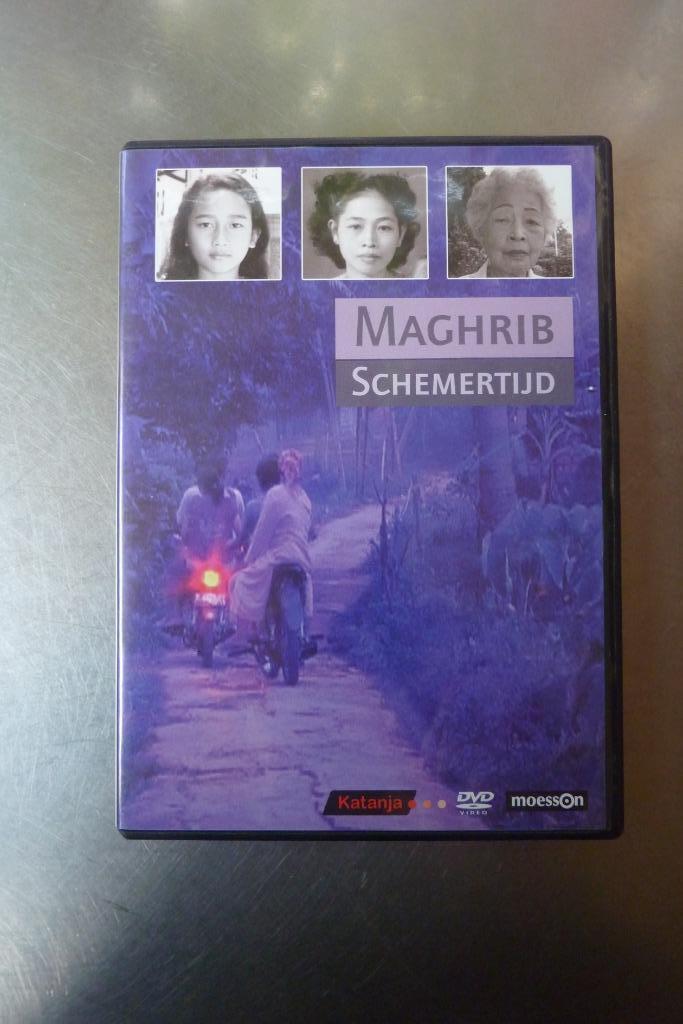 MAGHRIB
SCHEMERTIJD
Katanja DVD VIDEO moesson